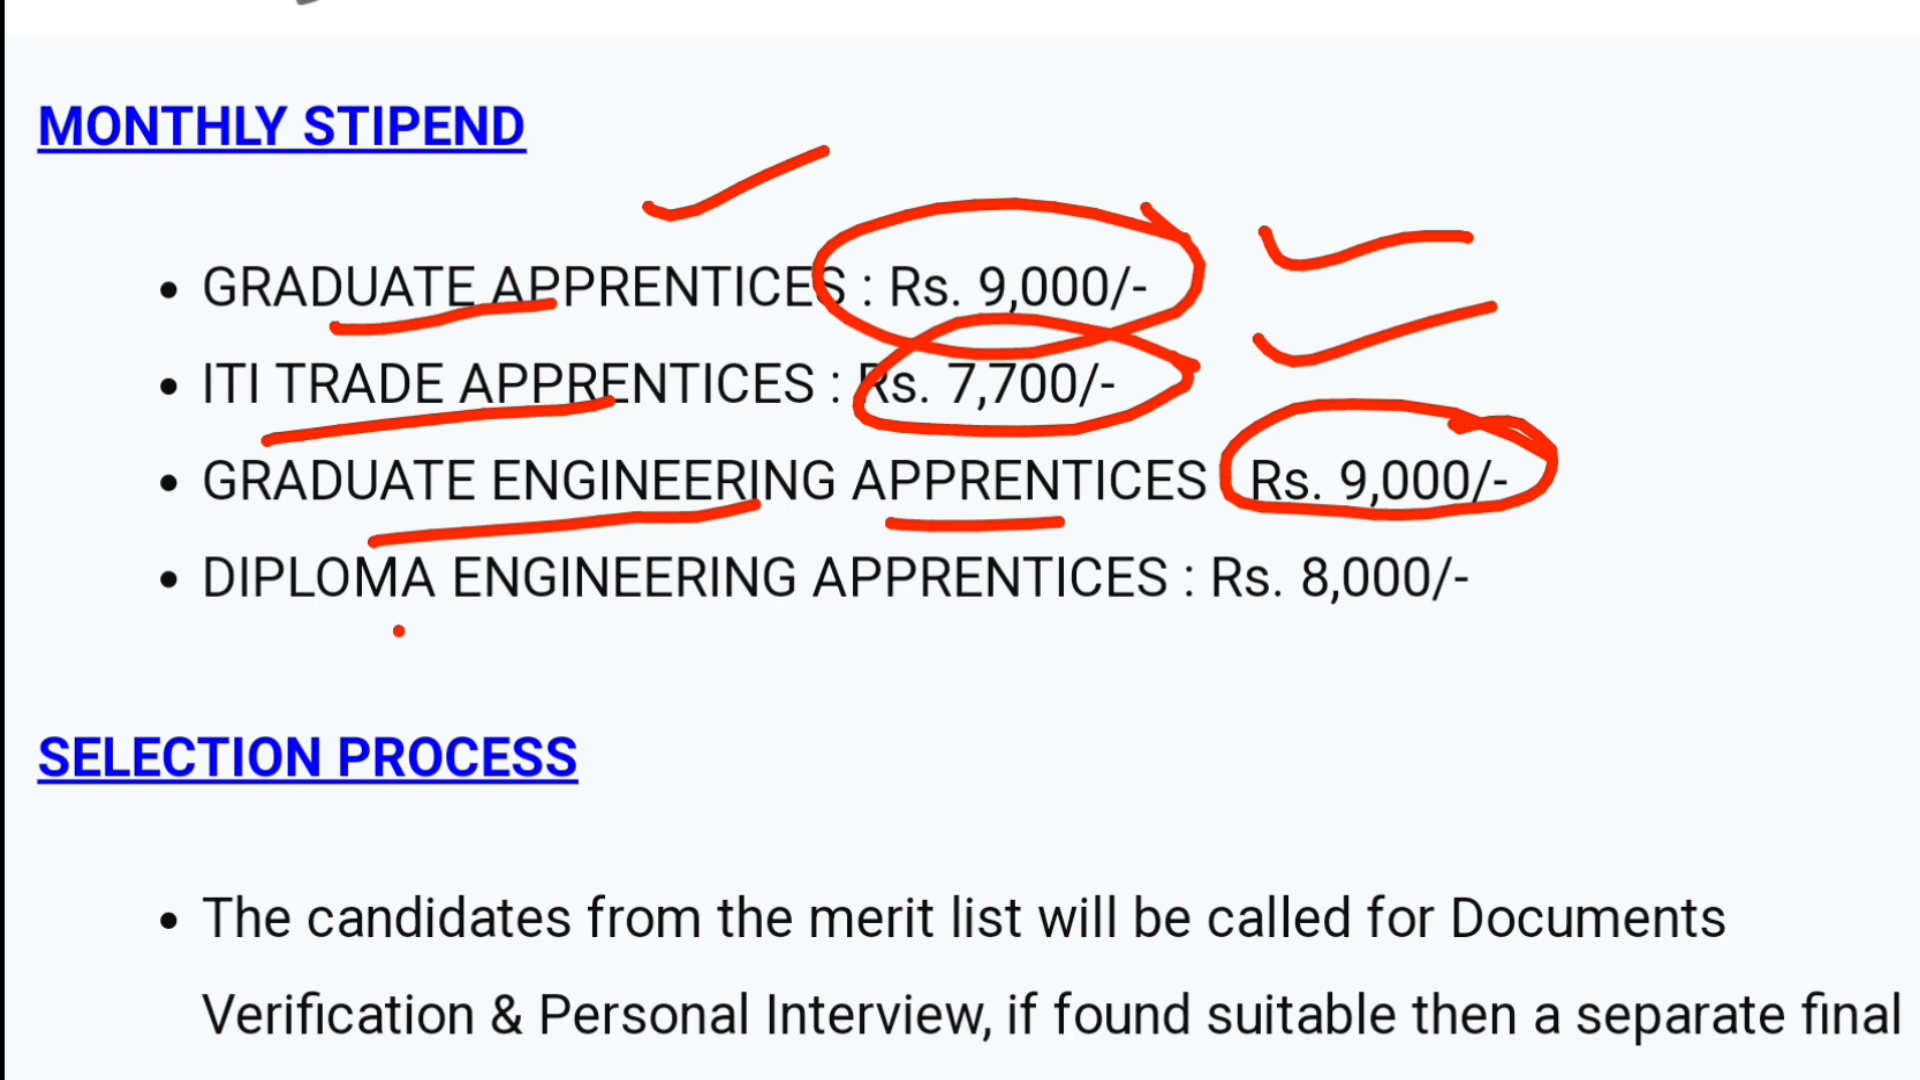 MONTHLY STIPEND
• GRADUATE APPRENTICES : Rs. 9,000/-
• ITI TRADE APPRENTICES : Rs. 7,700/-
• GRADUATE ENGINEERING APPRENTICES Rs. 9,000/-
• DIPLOMA ENGINEERING APPRENTICES : Rs. 8,000/-
SELECTION PROCESS
• The candidates from the merit list will be called for Documents
Verification & Personal Interview, if found suitable then a separate final